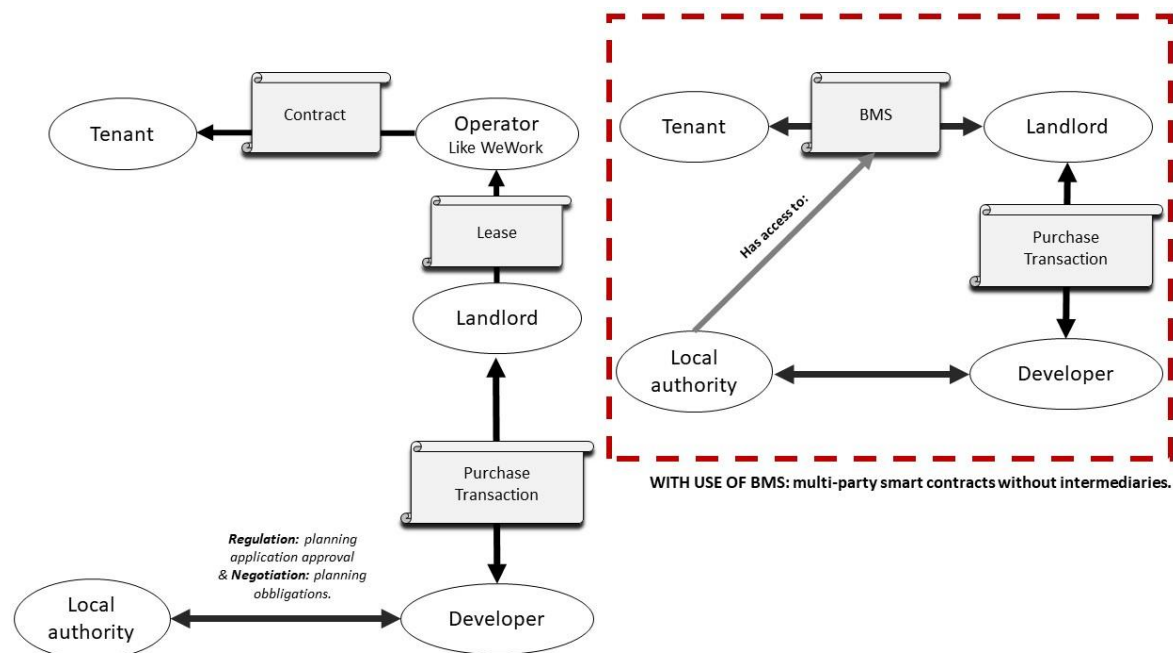 Tenant
Contract
Operator
Like WeWork
Lease
Landlord
Purchase
Transaction
Regulation: planning
application approval
& Negotiation: planning
obbligations.
Local
authority
Developer
Tenant
BMS
Landlord
Has access to:
Purchase
Transaction
Local
authority
Developer
WITH USE OF BMS: multi-party smart contracts without intermediaries.